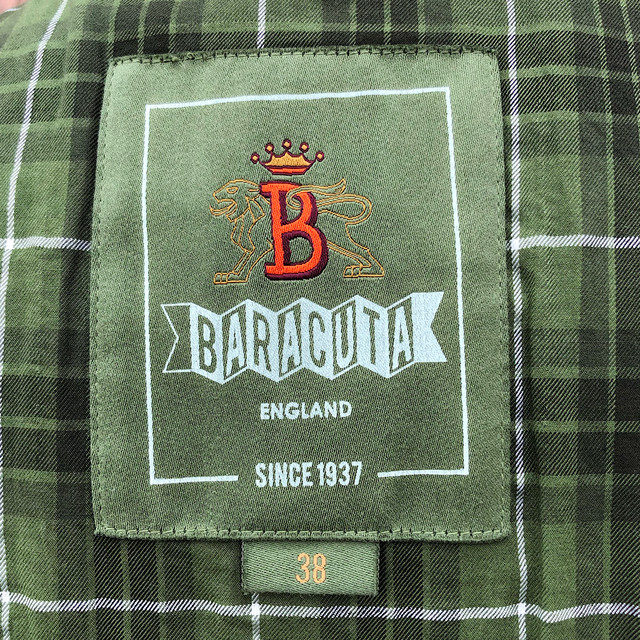 B
BARACUTA
ENGLAND
SINCE 1937
38